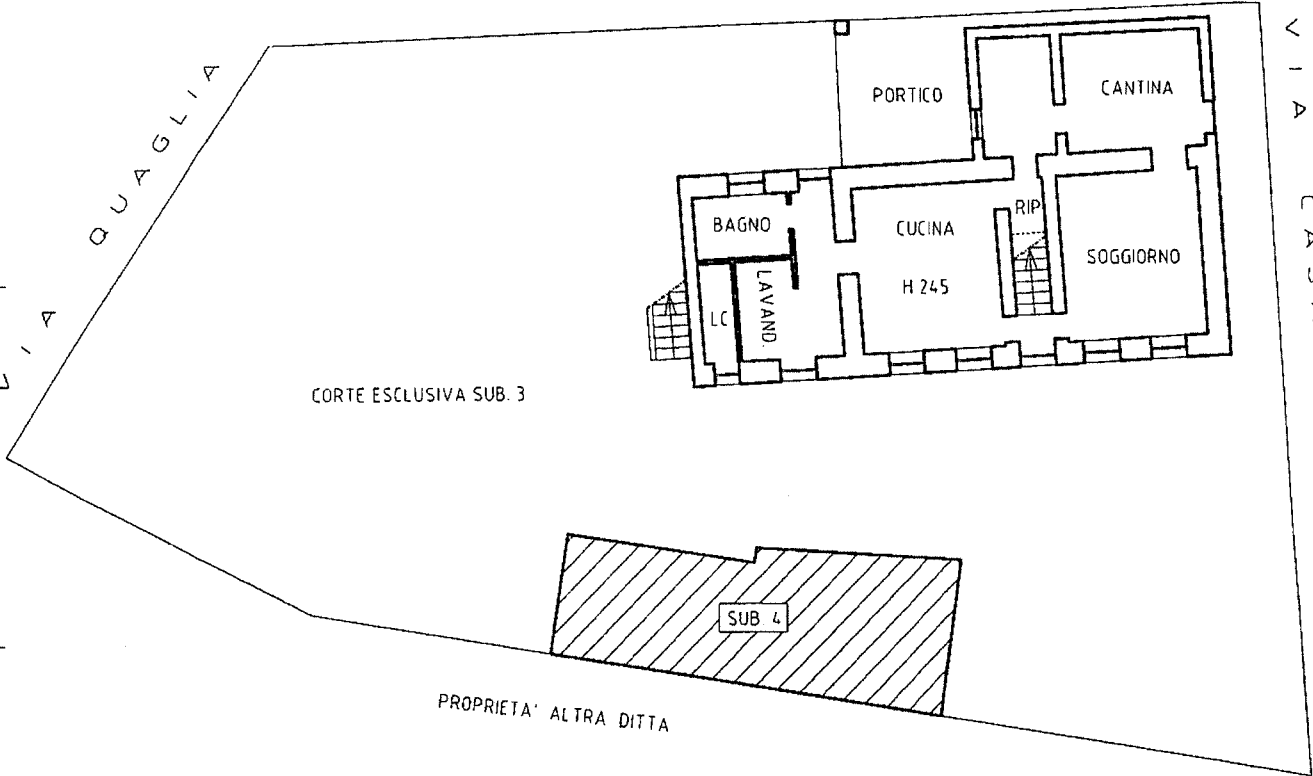 VIA QUAGLIA
PORTICO
CANTINA
VIA
BAGNO
CUCINA
RIP
SOGGIORNO
H 245
LAVAND.
LC
CORTE ESCLUSIVA SUB. 3
SUB. 4
PROPRIETA' ALTRA DITTA